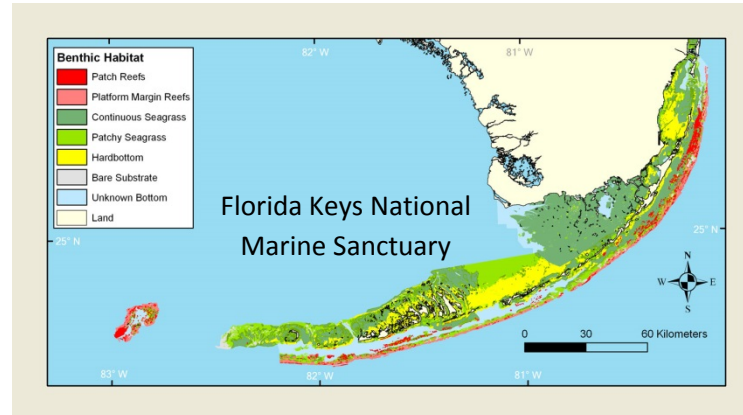 82° W
81° W
Benthic Habitat
Patch Reefs
Platform Margin Reefs
Continuous Seagrass
Patchy Seagrass
Hardbottom
Bare Substrate
Unknown Bottom
Land
Florida Keys National
Marine Sanctuary
25° N
25° N
N
W
E
S
0 30 60 Kilometers
83° W
82° W
81° W